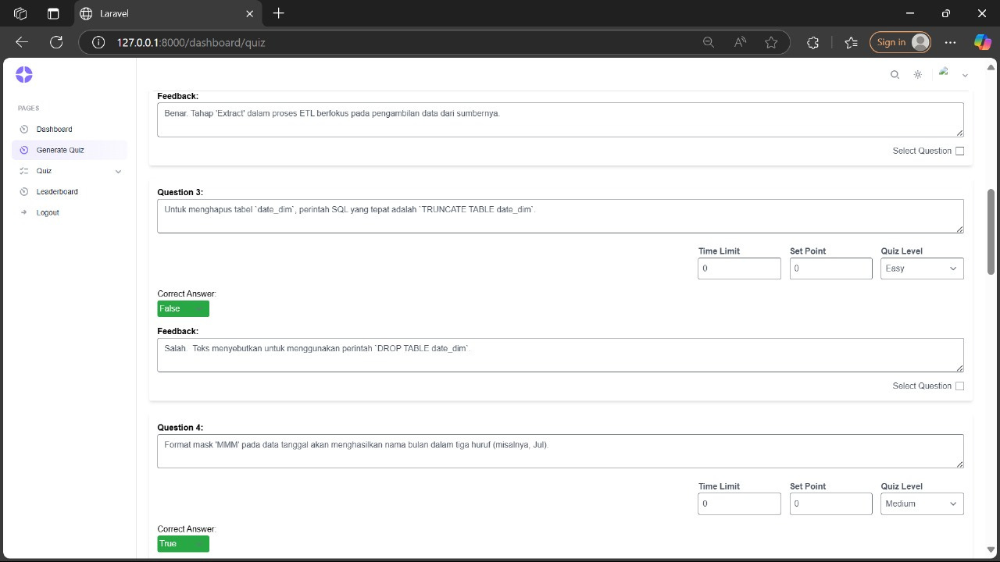 Laravel
127.0.0.1:8000/dashboard/quiz
Sign in
PAGES
Dashboard
Generate Quiz
Quiz
Leaderboard
Logout
Feedback:
Benar. Tahap 'Extract' dalam proses ETL berfokus pada pengambilan data dari sumbernya.
Select Question
Question 3:
Untuk menghapus tabel `date_dim`, perintah SQL yang tepat adalah `TRUNCATE TABLE date_dim`.
Time Limit Set Point Quiz Level
0 0 Easy
Correct Answer:
False
Feedback:
Salah.  Teks menyebutkan untuk menggunakan perintah `DROP TABLE date_dim`.
Select Question
Question 4:
Format mask 'MMM' pada data tanggal akan menghasilkan nama bulan dalam tiga huruf (misalnya, Jul).
Time Limit Set Point Quiz Level
0 0 Medium
Correct Answer:
True